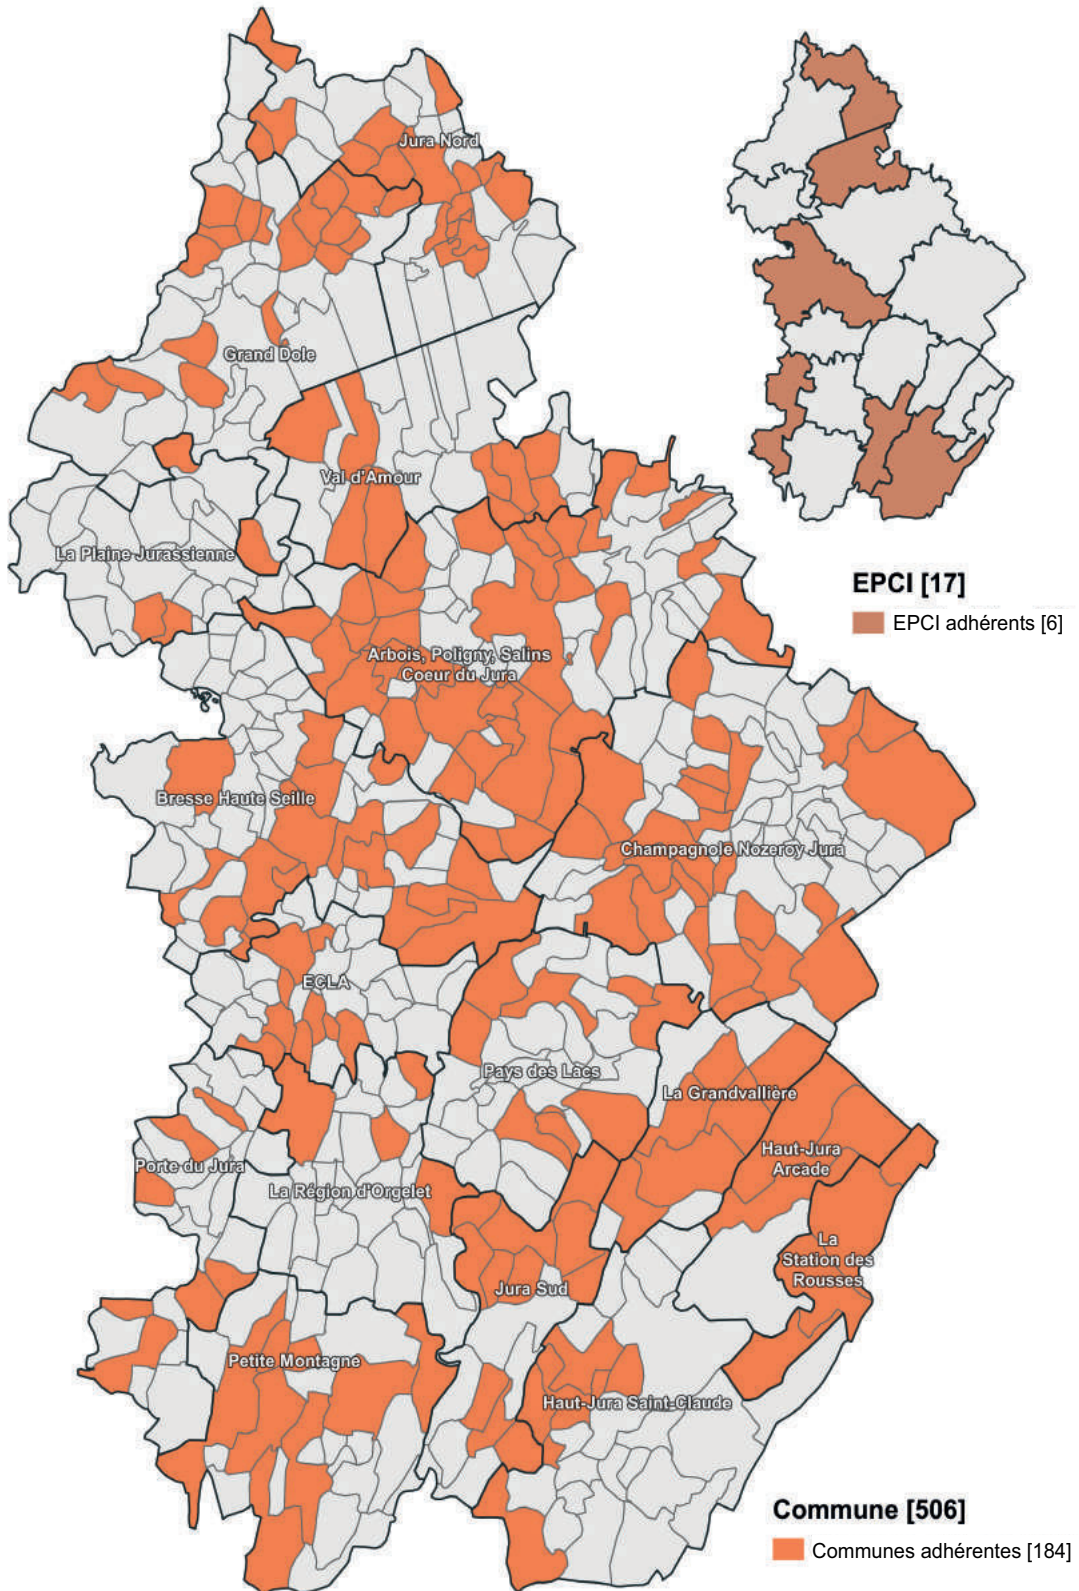 Jura Nord
Grand Dole
Val d'Amour
La Plaine Jurassienne
EPCI [17]
EPCI adhérents [6]
Arbois, Poligny, Salins
Coeur du Jura
Bresse Haute Seille
Champagnole Nozeroy Jura
ECLA
Pays des Lacs
La Grandvallière
Haut-Jura
Arcade
Porte du Jura
La Région d'Orgelet
La
Station des
Rousses
Jura Sud
Petite Montagne
Haut-Jura Saint-Claude
Commune [506]
Communes adhérentes [184]